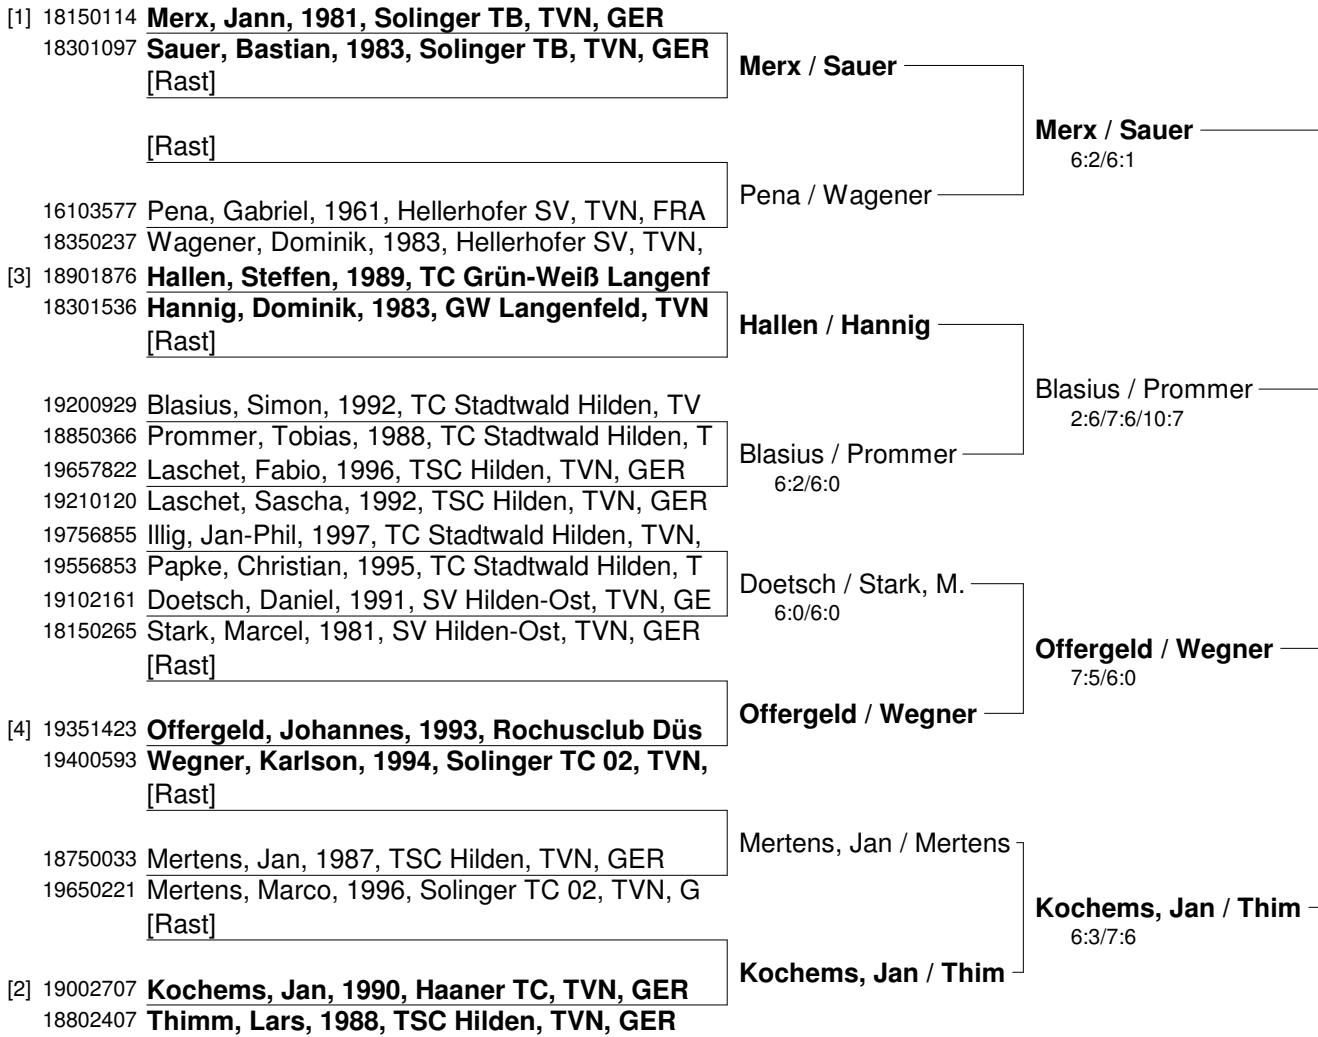 [1] 18150114 Merx, Jann, 1981, Solinger TB, TVN, GER
18301097 Sauer, Bastian, 1983, Solinger TB, TVN, GER
[Rast]
Merx / Sauer
[Rast]
16103577 Pena, Gabriel, 1961, Hellerhofer SV, TVN, FRA
18350237 Wagener, Dominik, 1983, Hellerhofer SV, TVN,
Pena / Wagener
Merx / Sauer
6:2/6:1
[3] 18901876 Hallen, Steffen, 1989, TC Grün-Weiß Langenf
18301536 Hannig, Dominik, 1983, GW Langenfeld, TVN
[Rast]
Hallen / Hannig
19200929 Blasius, Simon, 1992, TC Stadtwald Hilden, TV
18850366 Prommer, Tobias, 1988, TC Stadtwald Hilden, T
19657822 Laschet, Fabio, 1996, TSC Hilden, TVN, GER
19210120 Laschet, Sascha, 1992, TSC Hilden, TVN, GER
Blasius / Prommer
6:2/6:0
Blasius / Prommer
2:6/7:6/10:7
19756855 Illig, Jan-Phil, 1997, TC Stadtwald Hilden, TVN,
19556853 Papke, Christian, 1995, TC Stadtwald Hilden, T
19102161 Doetsch, Daniel, 1991, SV Hilden-Ost, TVN, GE
18150265 Stark, Marcel, 1981, SV Hilden-Ost, TVN, GER
Doetsch / Stark, M.
6:0/6:0
[Rast]
[4] 19351423 Offergeld, Johannes, 1993, Rochusclub Düs
19400593 Wegner, Karlson, 1994, Solinger TC 02, TVN,
Offergeld / Wegner
Offergeld / Wegner
7:5/6:0
[Rast]
18750033 Mertens, Jan, 1987, TSC Hilden, TVN, GER
19650221 Mertens, Marco, 1996, Solinger TC 02, TVN, G
Mertens, Jan / Mertens
[Rast]
[2] 19002707 Kochems, Jan, 1990, Haaner TC, TVN, GER
18802407 Thimm, Lars, 1988, TSC Hilden, TVN, GER
Kochems, Jan / Thim
Kochems, Jan / Thim
6:3/7:6